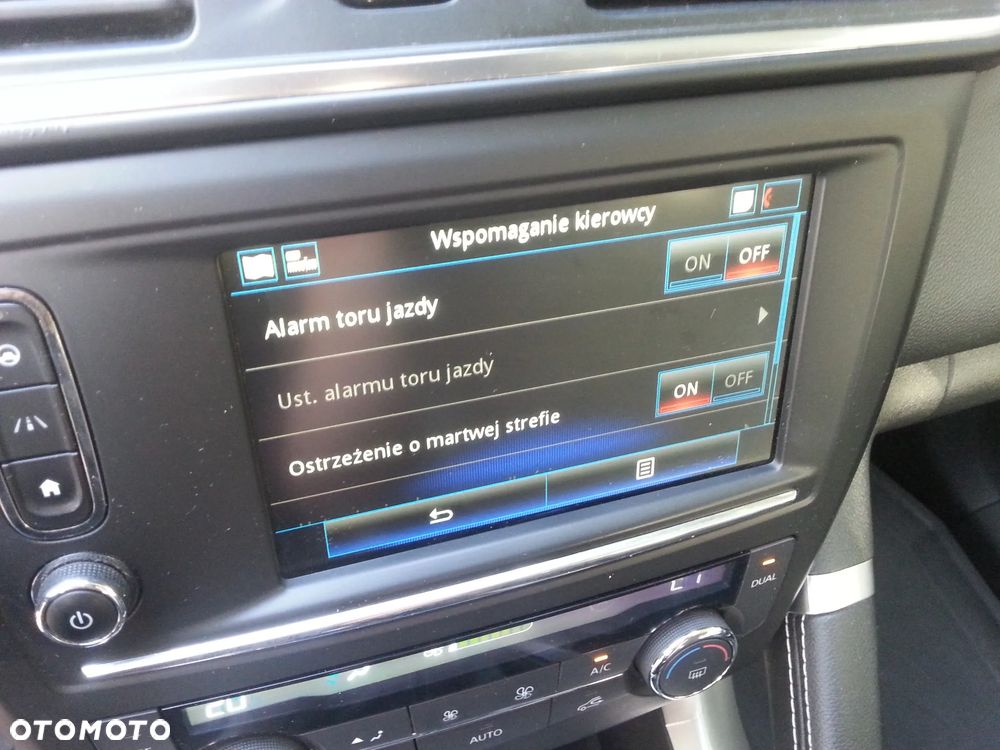 Wspomaganie kierowcy
ON OFF
Alarm toru jazdy
Ust. alarmu toru jazdy
ON OFF
Ostrzeżenie o martwej strefie
DUAL
A/C
AUTO
OTOMOTO